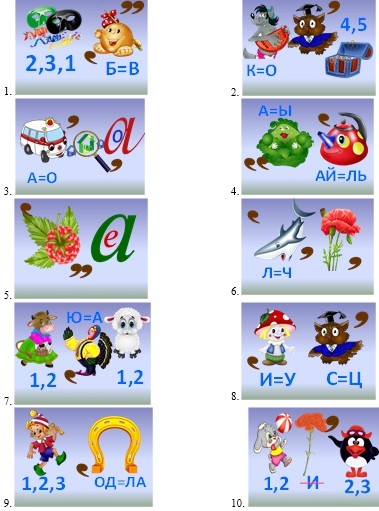 2,3,1
Б=В
1.
4,5
К=О
2.
о
а
А=О
3.
А=Ы
АЙ=ЛЬ
4.
е
а
5.
Л=Ч
6.
Ю=А
1,2
1,2
7.
И=У
С=Ц
8.
1,2,3
ОД=ЛА
9.
1,2
И
2,3
10.